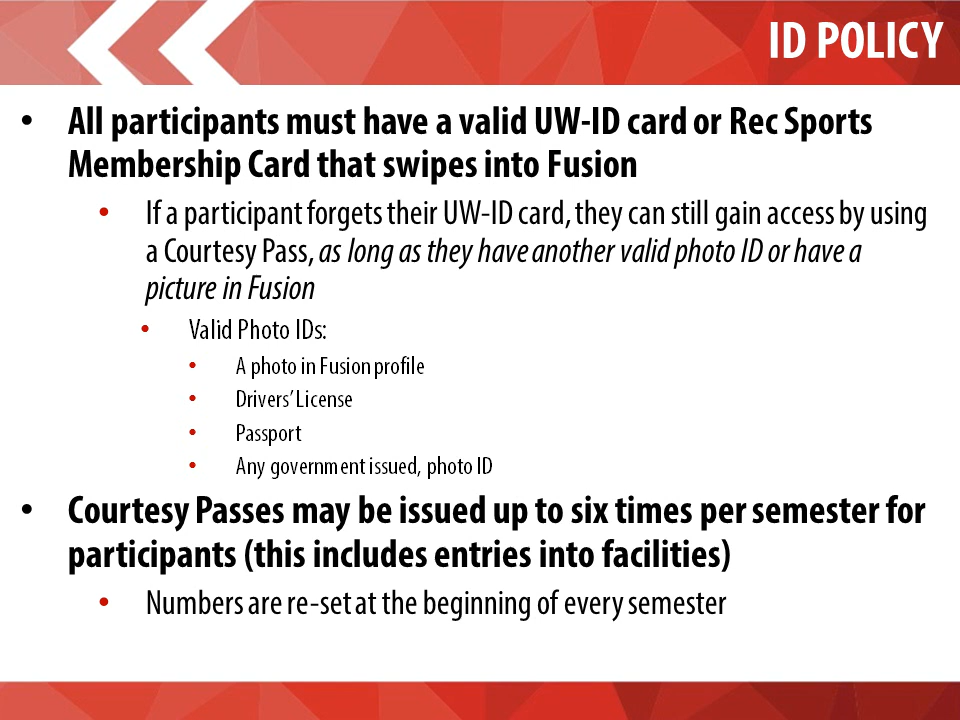 ID POLICY
• All participants must have a valid UW-ID card or Rec Sports
Membership Card that swipes into Fusion
• If a participant forgets their UW-ID card, they can still gain access by using
a Courtesy Pass, as long as they have another valid photo ID or have a
picture in Fusion
• Valid Photo IDs:
• A photo in Fusion profile
• Drivers’ License
• Passport
• Any government issued, photo ID
• Courtesy Passes may be issued up to six times per semester for
participants (this includes entries into facilities)
• Numbers are re-set at the beginning of every semester